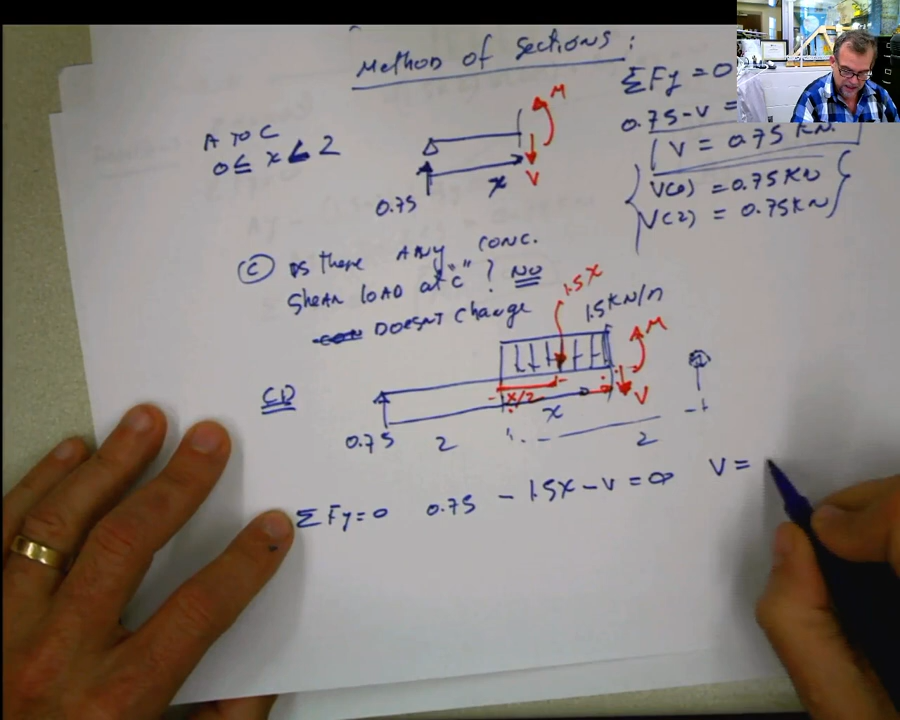 Method of Sections:
ΣFy = 0
A TO C
0 ≤ x ≤ 2
M
V
x
0.75
0.75 - V =
V = 0.75 KN
V(0) = 0.75 KN
V(2) = 0.75 KN
(C) Is there ANY CONC.
Shear load at "C"? NO
DOESNT Change
1.5X
1.5 KN/m
M
V
CD
x/2
x
0.75
2
2
ΣFy=0 0.75 - 1.5x - V = 0 V =